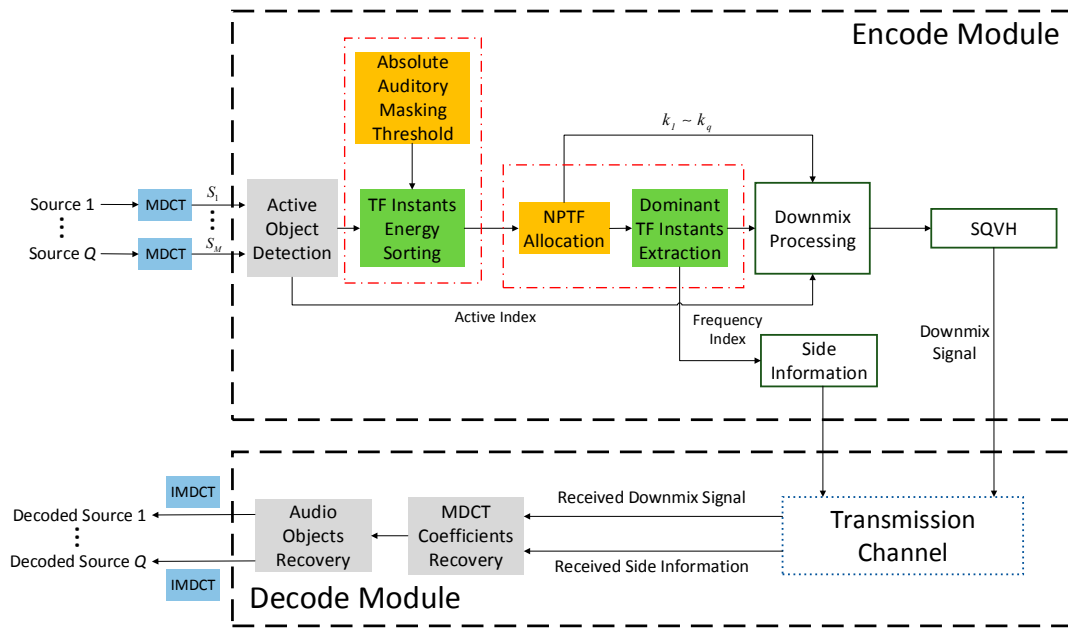 Encode Module
Absolute
Auditory
Masking
Threshold
k1 ~ kq
Source 1
MDCT
S1
Active
Object
Detection
TF Instants
Energy
Sorting
NPTF
Allocation
Dominant
TF Instants
Extraction
Downmix
Processing
SQVH
Source Q
MDCT
SM
Active Index
Frequency
Index
Side
Information
Downmix
Signal
IMDCT
Decoded Source 1
Decoded Source Q
IMDCT
Audio
Objects
Recovery
MDCT
Coefficients
Recovery
Received Downmix Signal
Received Side Information
Transmission
Channel
Decode Module